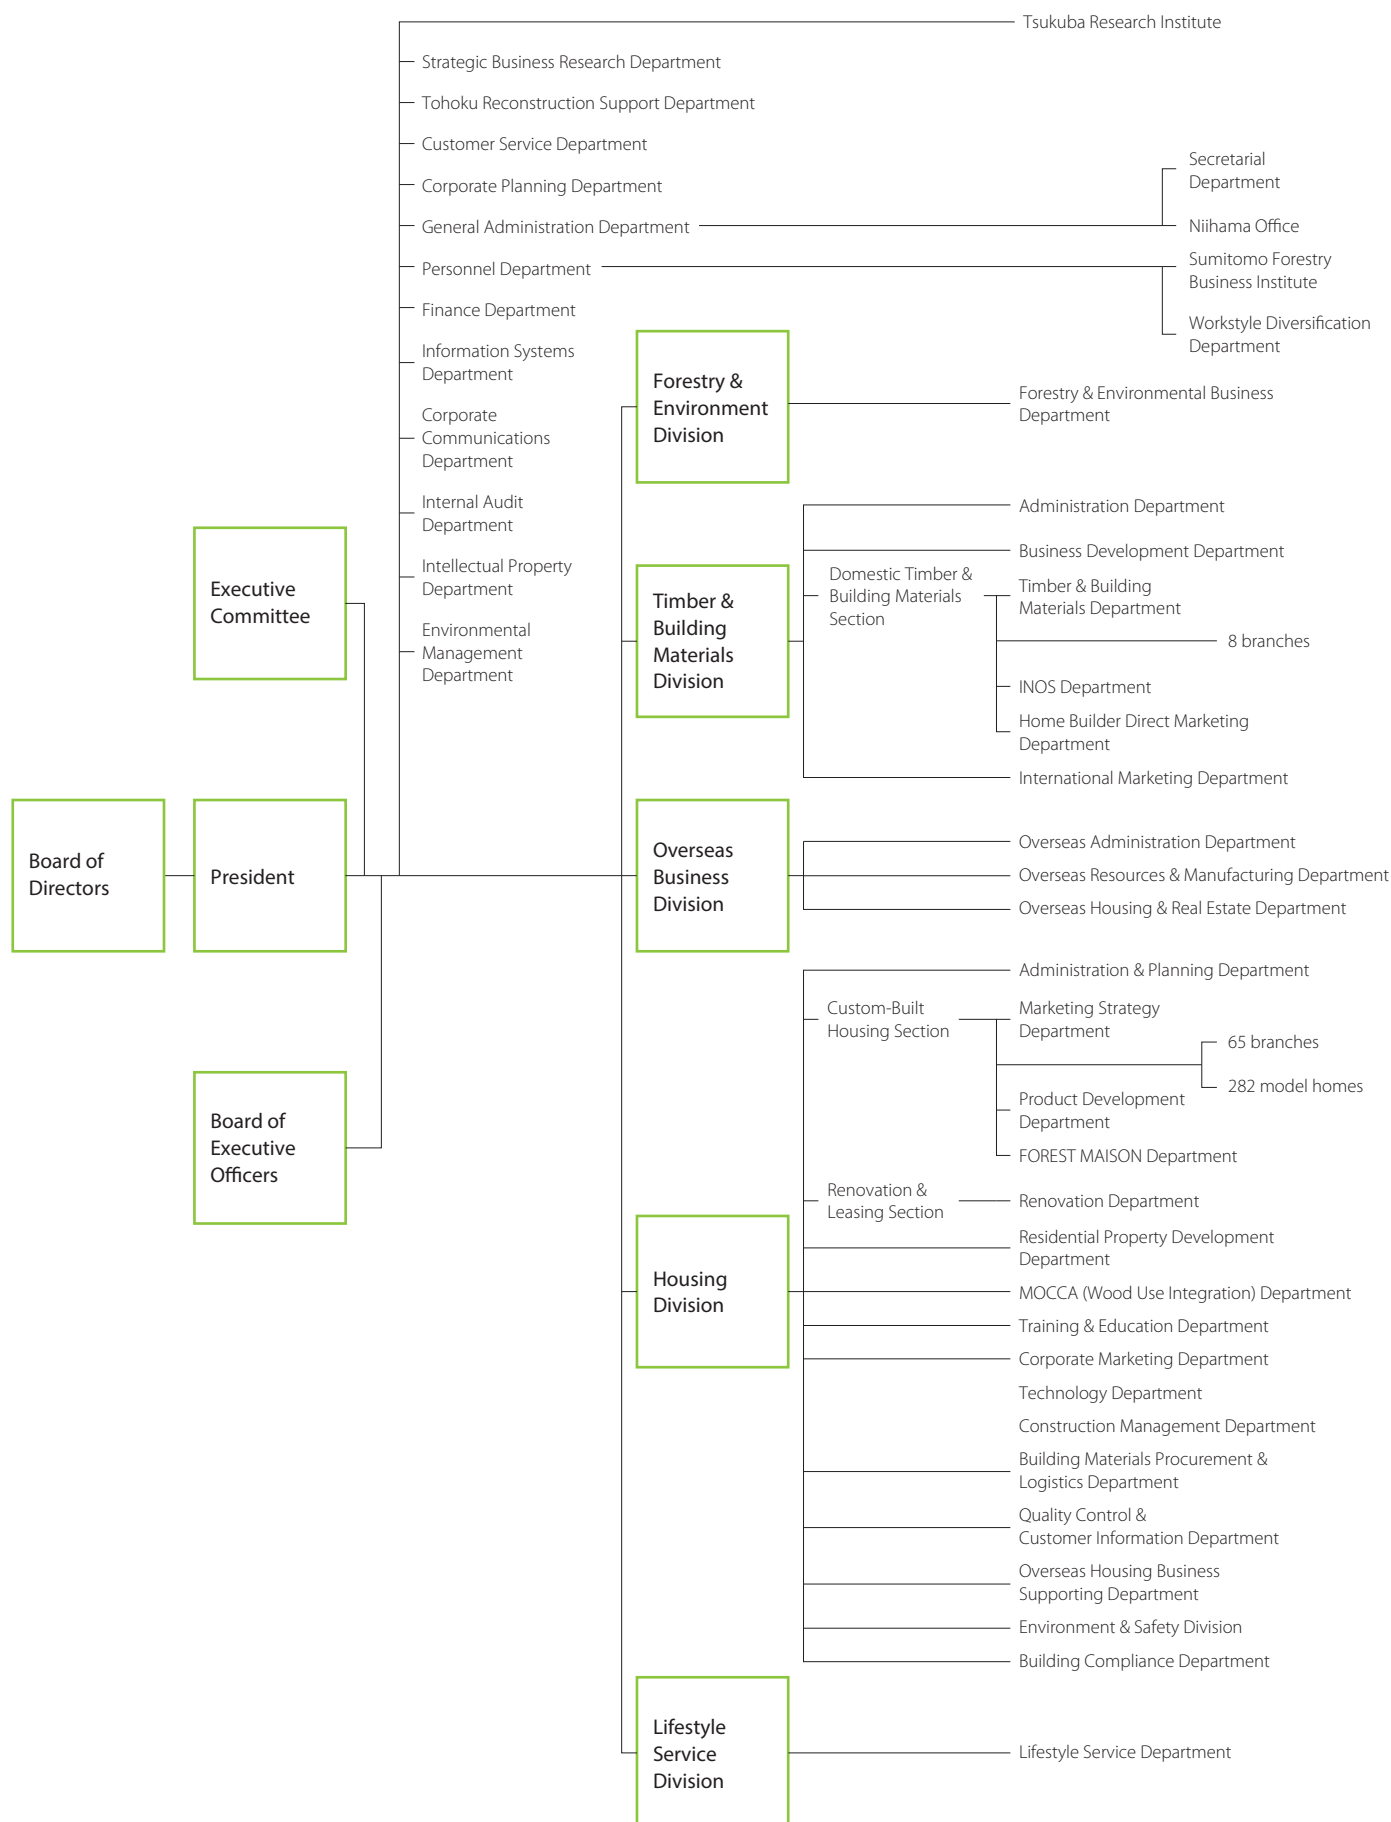 Tsukuba Research Institute
Strategic Business Research Department
Tohoku Reconstruction Support Department
Customer Service Department
Corporate Planning Department
General Administration Department
Secretarial
Department
Niihama Office
Personnel Department
Sumitomo Forestry
Business Institute
Workstyle Diversification
Department
Finance Department
Information Systems
Department
Corporate
Communications
Department
Internal Audit
Department
Intellectual Property
Department
Environmental
Management
Department
Executive
Committee
Board of
Directors
President
Board of
Executive
Officers
Forestry &
Environment
Division
Forestry & Environmental Business
Department
Timber &
Building
Materials
Division
Administration Department
Business Development Department
Domestic Timber &
Building Materials
Section
Timber & Building
Materials Department
8 branches
INOS Department
Home Builder Direct Marketing
Department
International Marketing Department
Overseas
Business
Division
Overseas Administration Department
Overseas Resources & Manufacturing Department
Overseas Housing & Real Estate Department
Housing
Division
Administration & Planning Department
Custom-Built
Housing Section
Marketing Strategy
Department
65 branches
282 model homes
Product Development
Department
FOREST MAISON Department
Renovation &
Leasing Section
Renovation Department
Residential Property Development
Department
MOCCA (Wood Use Integration) Department
Training & Education Department
Corporate Marketing Department
Technology Department
Construction Management Department
Building Materials Procurement &
Logistics Department
Quality Control &
Customer Information Department
Overseas Housing Business
Supporting Department
Environment & Safety Division
Building Compliance Department
Lifestyle
Service
Division
Lifestyle Service Department